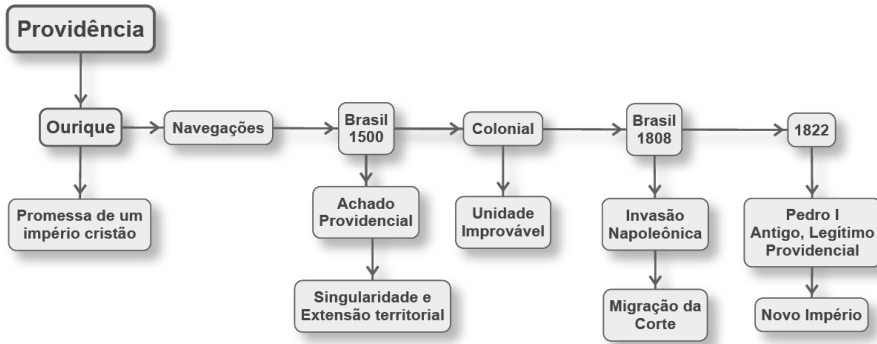 Providência
Ourique
Navegações
Brasil
1500
Colonial
Brasil
1808
1822
Promessa de um
império cristão
Achado
Providencial
Unidade
Improvável
Invasão
Napoleônica
Pedro I
Antigo, Legítimo
Providencial
Singularidade e
Extensão territorial
Migração da
Corte
Novo Império